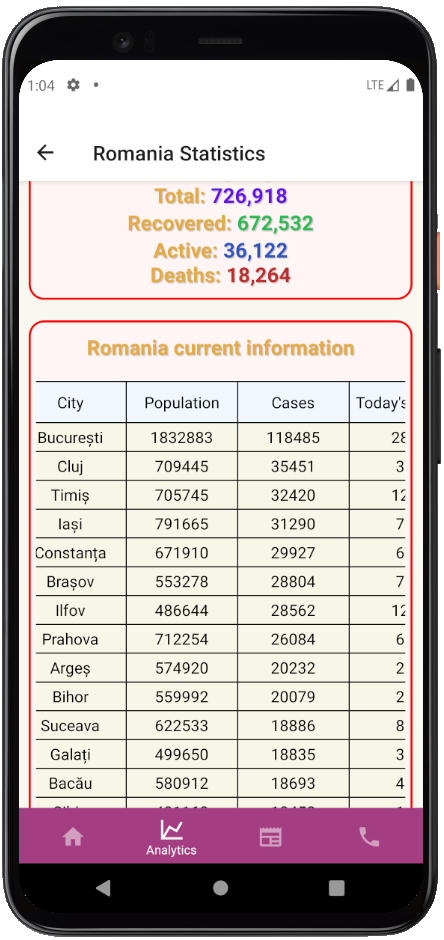 1:04 LTE
Romania Statistics
Total: 726,918
Recovered: 672,532
Active: 36,122
Deaths: 18,264
Romania current information
City Population Cases Today's
București 1832883 118485 28
Cluj 709445 35451 3
Timiș 705745 32420 12
Iași 791665 31290 7
Constanța 671910 29927 6
Brașov 553278 28804 7
Ilfov 486644 28562 12
Prahova 712254 26084 6
Argeș 574920 20232 2
Bihor 559992 20079 2
Suceava 622533 18886 8
Galați 499650 18835 3
Bacău 580912 18693 4
Analytics